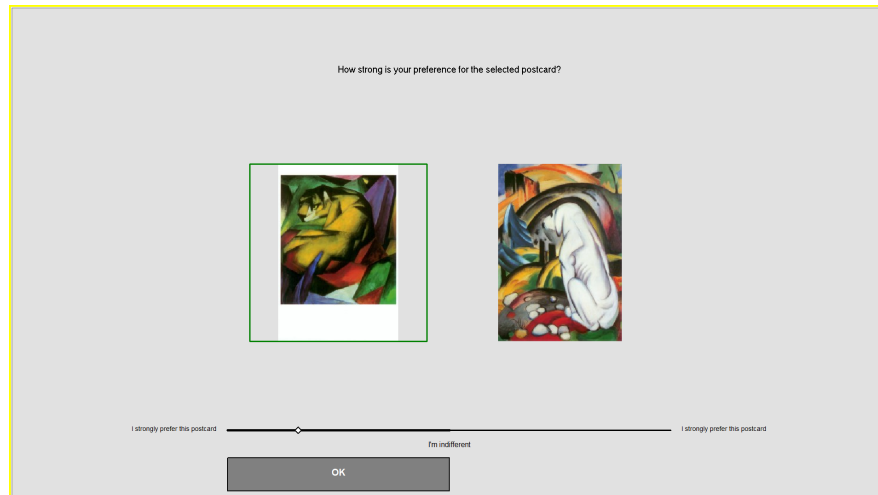 How strong is your preference for the selected postcard?
I strongly prefer this postcard
I strongly prefer this postcard
I'm indifferent
OK